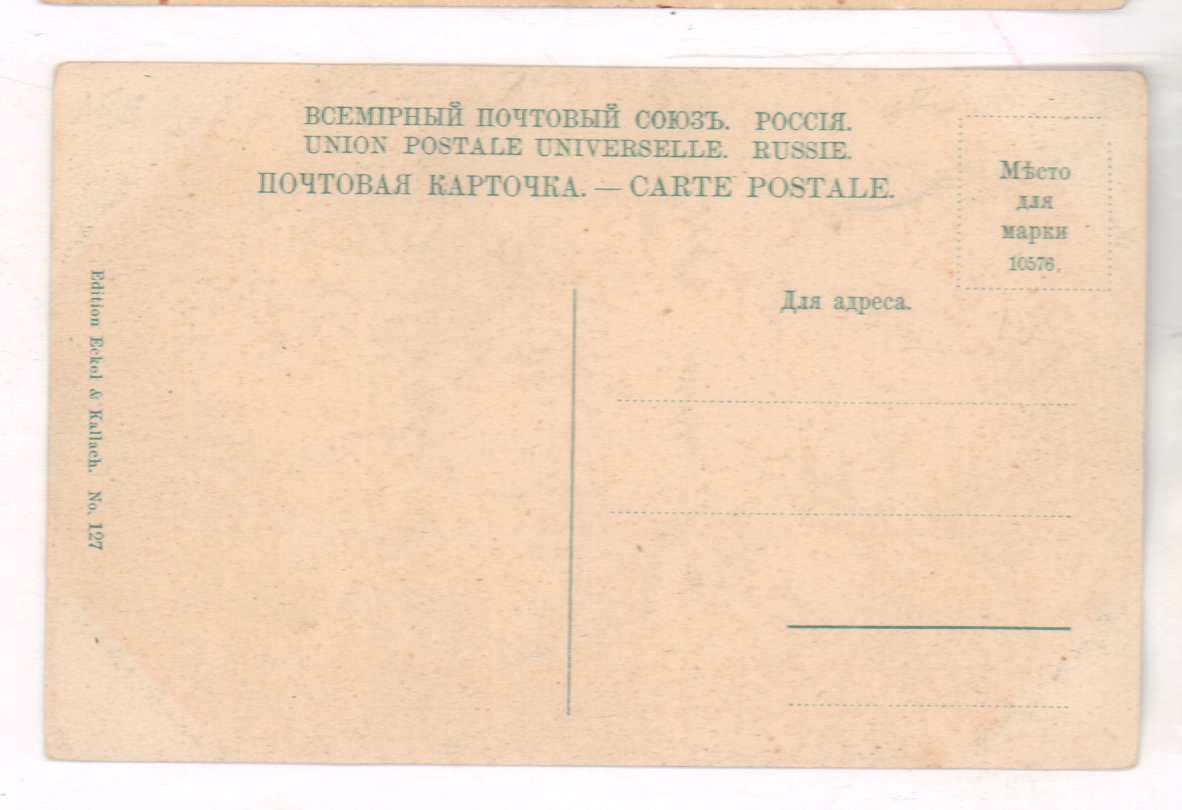 ВСЕМІРНЫЙ ПОЧТОВЫЙ СОЮЗЪ. РОССІЯ.
UNION POSTALE UNIVERSELLE. RUSSIE.
ПОЧТОВАЯ КАРТОЧКА. — CARTE POSTALE.
Мѣсто
для
марки
10576.
Для адреса.
Edition Eckel & Kallach. No. 127